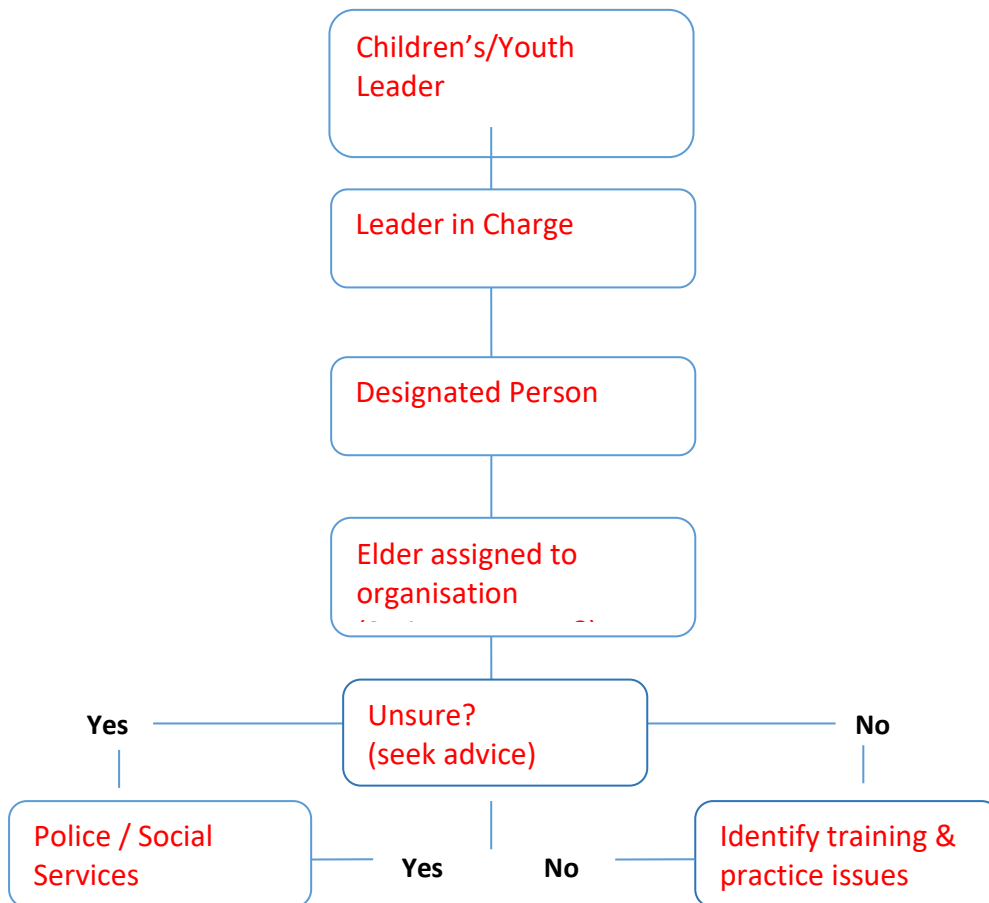 Children’s/Youth
Leader
Leader in Charge
Designated Person
Elder assigned to
organisation
Unsure?
(seek advice)
Yes
No
Police / Social
Services
Yes
No
Identify training &
practice issues